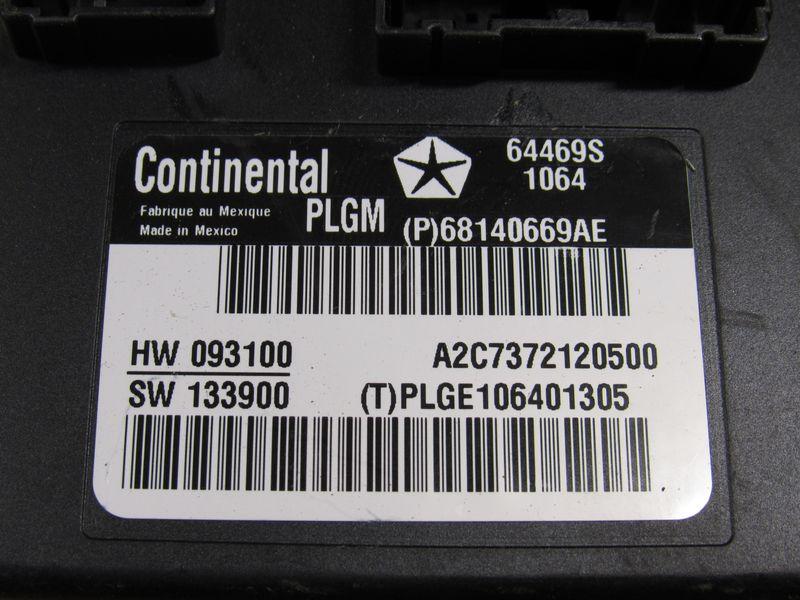 Continental
64469S
1064
Fabrique au Mexique
Made in Mexico
PLGM
(P)68140669AE
HW 093100
A2C7372120500
SW 133900
(T)PLGE106401305